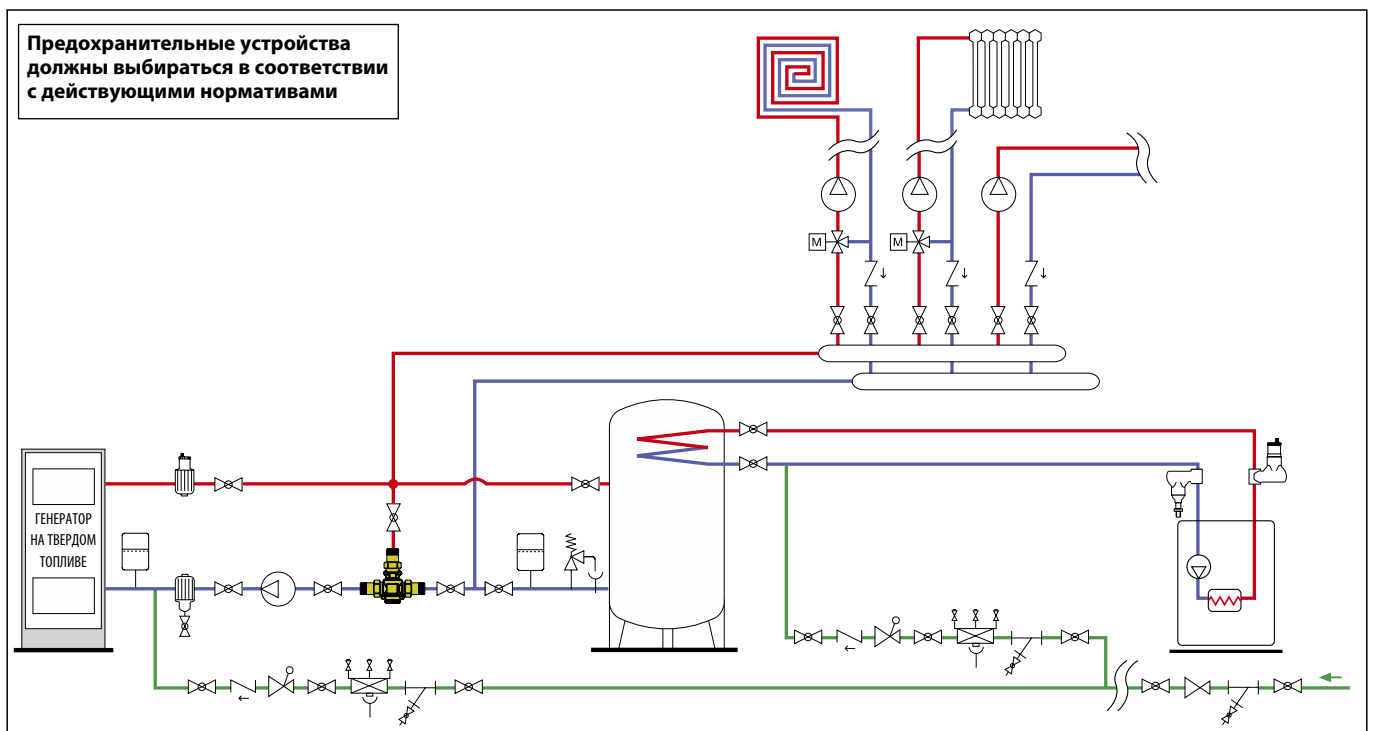 Предохранительные устройства
должны выбираться в соответствии
с действующими нормативами
M
M
ГЕНЕРАТОР
НА ТВЕРДОМ
ТОПЛИВЕ